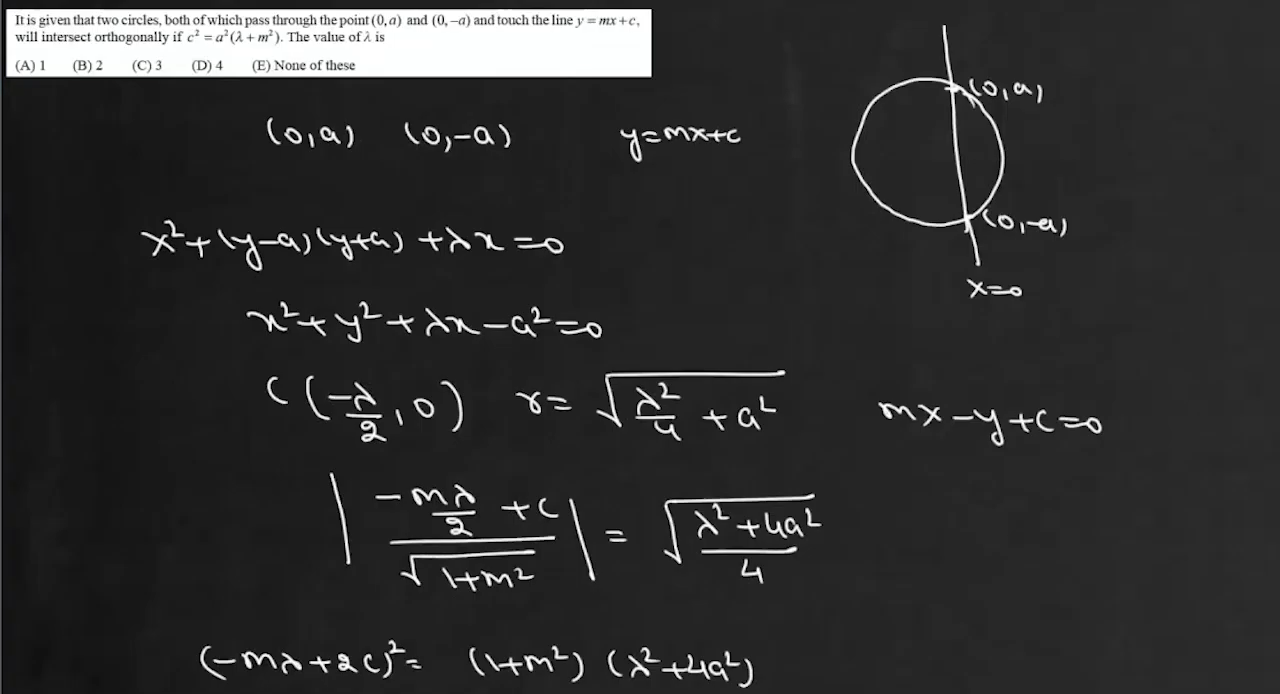 It is given that two circles, both of which pass through the point (0, a) and (0, –a) and touch the line y = mx + c,
will intersect orthogonally if c² = a²(λ + m²). The value of λ is
(A) 1 (B) 2 (C) 3 (D) 4 (E) None of these
(0,a)
(0,a) (0,-a) y=mx+c
(0,-a)
x²+(y-a)(y+a)+λx=0
x=0
x²+y²+λx-a²=0
C(-λ/2, 0) r=√(λ²/4+a²) mx-y+c=0
|(-mλ/2+c)/√(1+m²)| = √((λ²+4a²)/4)
(-mλ+2c)²= (1+m²)(λ²+4a²)